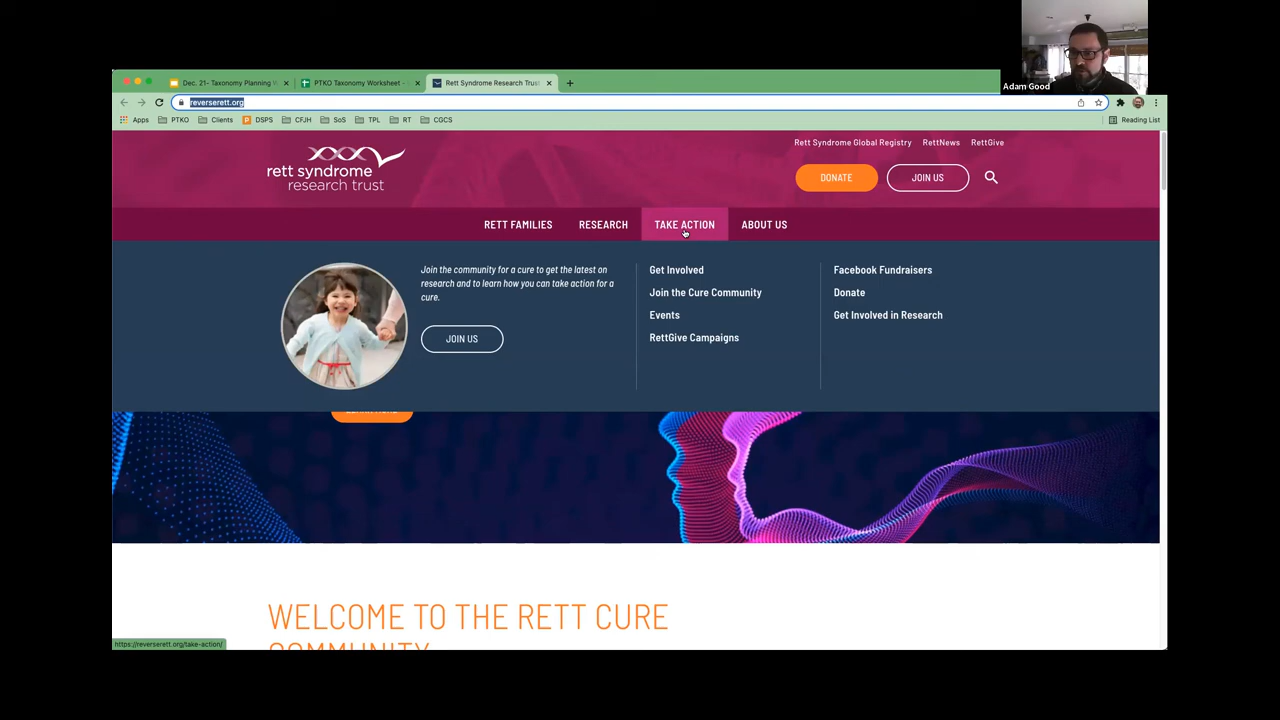 Adam Good
Dec. 21- Taxonomy Planning
PTKO Taxonomy Worksheet -
Rett Syndrome Research Trust
reverserett.org
Apps
PTKO
Clients
DSPS
CFJH
SoS
TPL
RT
CGCS
Reading List
Rett Syndrome Global Registry
RettNews
RettGive
rett syndrome
research trust
DONATE
JOIN US
RETT FAMILIES
RESEARCH
TAKE ACTION
ABOUT US
Join the community for a cure to get the latest on
research and to learn how you can take action for a
cure.
JOIN US
Get Involved
Join the Cure Community
Events
RettGive Campaigns
Facebook Fundraisers
Donate
Get Involved in Research
WELCOME TO THE RETT CURE
COMMUNITY
https://reverserett.org/take-action/